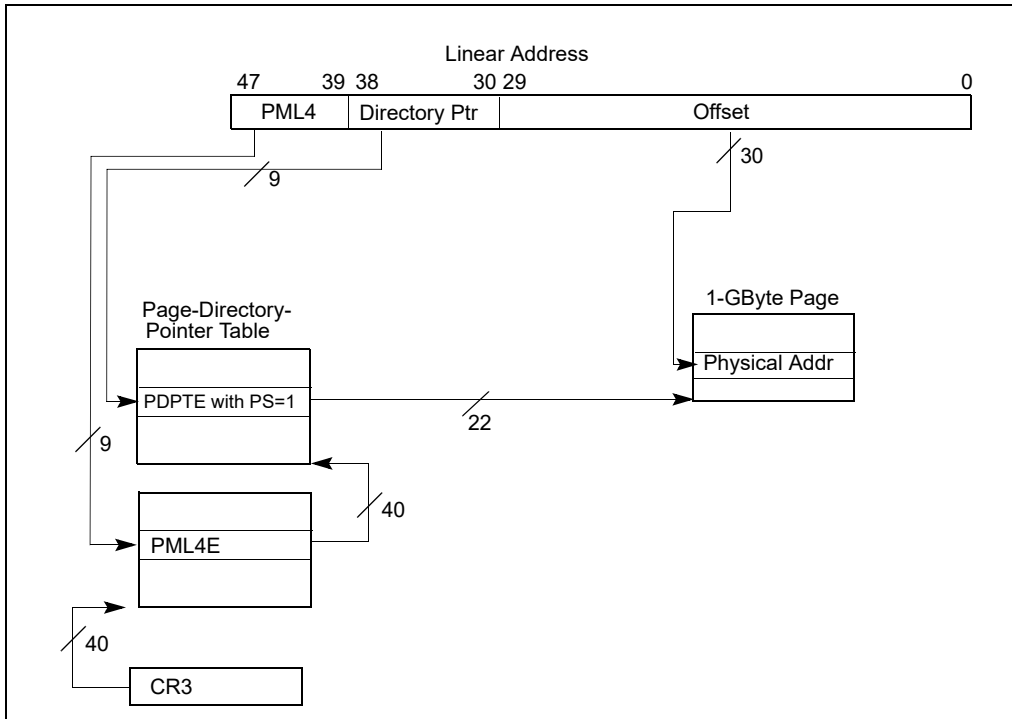 Linear Address
47 39 38 30 29 0
PML4 Directory Ptr Offset
9 30
1-GByte Page
Page-Directory-
Pointer Table
Physical Addr
PDPTE with PS=1
22
9
40
PML4E
40
CR3